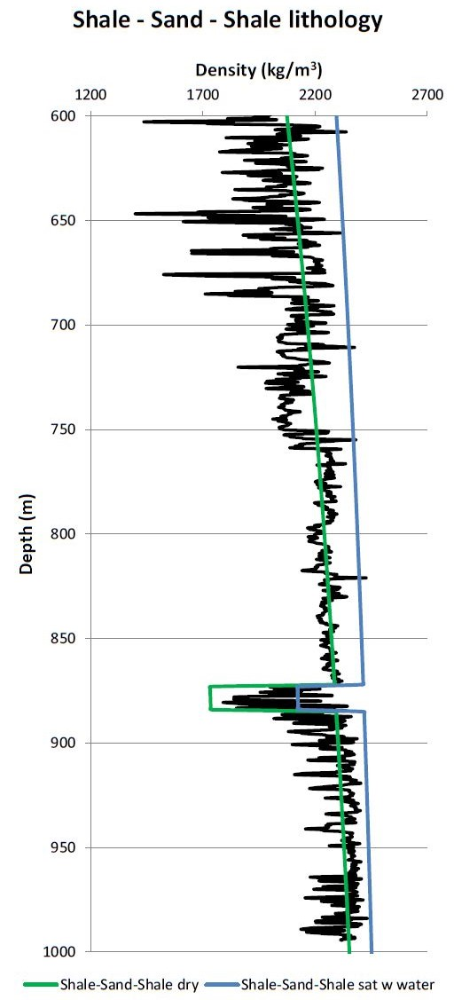 Shale - Sand - Shale lithology
Density (kg/m³)
1200 1700 2200 2700
600
650
700
750
800
850
900
950
1000
Depth (m)
Shale-Sand-Shale dry Shale-Sand-Shale sat w water